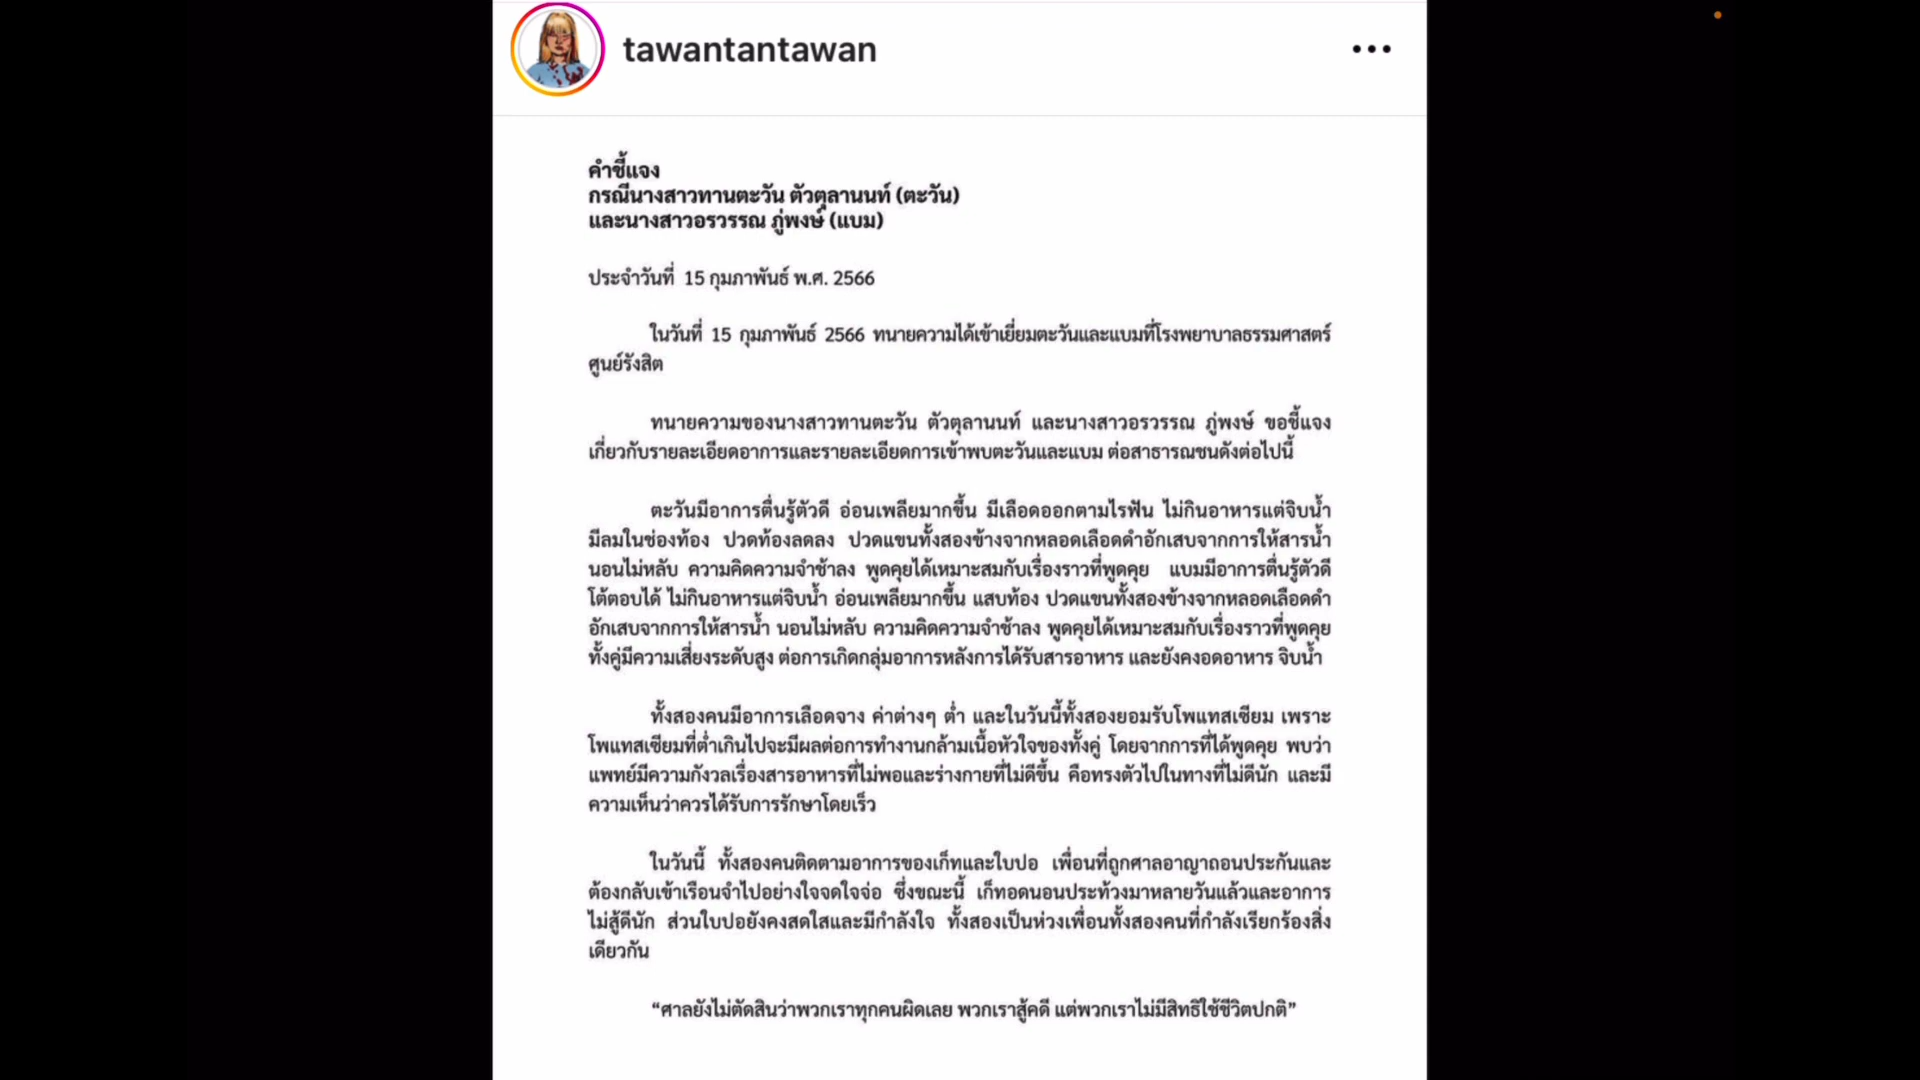 tawantantawan
คำชี้แจง
กรณีนางสาวทานตะวัน ตัวตุลานนท์ (ตะวัน)
และนางสาวอรวรรณ ภู่พงษ์ (แบม)
ประจำวันที่ 15 กุมภาพันธ์ พ.ศ. 2566
ในวันที่ 15 กุมภาพันธ์ 2566 ทนายความได้เข้าเยี่ยมตะวันและแบมที่โรงพยาบาลธรรมศาสตร์
ศูนย์รังสิต
ทนายความของนางสาวทานตะวัน ตัวตุลานนท์ และนางสาวอรวรรณ ภู่พงษ์ ขอชี้แจง
เกี่ยวกับรายละเอียดอาการและรายละเอียดการเข้าพบตะวันและแบม ต่อสาธารณชนดังต่อไปนี้
ตะวันมีอาการตื่นรู้ตัวดี อ่อนเพลียมากขึ้น มีเลือดออกตามไรฟัน ไม่กินอาหารแต่จิบน้ำ
มีลมในช่องท้อง ปวดท้องลดลง ปวดแขนทั้งสองข้างจากหลอดเลือดดำอักเสบจากการให้สารน้ำ
นอนไม่หลับ ความคิดความจำช้าลง พูดคุยได้เหมาะสมกับเรื่องราวที่พูดคุย แบมมีอาการตื่นรู้ตัวดี
โต้ตอบได้ ไม่กินอาหารแต่จิบน้ำ อ่อนเพลียมากขึ้น แสบท้อง ปวดแขนทั้งสองข้างจากหลอดเลือดดำ
อักเสบจากการให้สารน้ำ นอนไม่หลับ ความคิดความจำช้าลง พูดคุยได้เหมาะสมกับเรื่องราวที่พูดคุย
ทั้งคู่มีความเสี่ยงระดับสูง ต่อการเกิดกลุ่มอาการหลังการได้รับสารอาหาร และยังคงอดอาหาร จิบน้ำ
ทั้งสองคนมีอาการเลือดจาง ค่าต่างๆ ต่ำ และในวันนี้ทั้งสองยอมรับโพแทสเซียม เพราะ
โพแทสเซียมที่ต่ำเกินไปจะมีผลต่อการทำงานกล้ามเนื้อหัวใจของทั้งคู่ โดยจากการที่ได้พูดคุย พบว่า
แพทย์มีความกังวลเรื่องสารอาหารที่ไม่พอและร่างกายที่ไม่ดีขึ้น คือทรงตัวไปในทางที่ไม่ดีนัก และมี
ความเห็นว่าควรได้รับการรักษาโดยเร็ว
ในวันนี้ ทั้งสองคนติดตามอาการของเก็ทและใบปอ เพื่อนที่ถูกศาลอาญาถอนประกันและ
ต้องกลับเข้าเรือนจำไปอย่างใจจดใจจ่อ ซึ่งขณะนี้ เก็ทอดนอนประท้วงมาหลายวันแล้วและอาการ
ไม่สู้ดีนัก ส่วนใบปอยังคงสดใสและมีกำลังใจ ทั้งสองเป็นห่วงเพื่อนทั้งสองคนที่กำลังเรียกร้องสิ่ง
เดียวกัน
“ศาลยังไม่ตัดสินว่าพวกเราทุกคนผิดเลย พวกเราสู้คดี แต่พวกเราไม่มีสิทธิใช้ชีวิตปกติ”